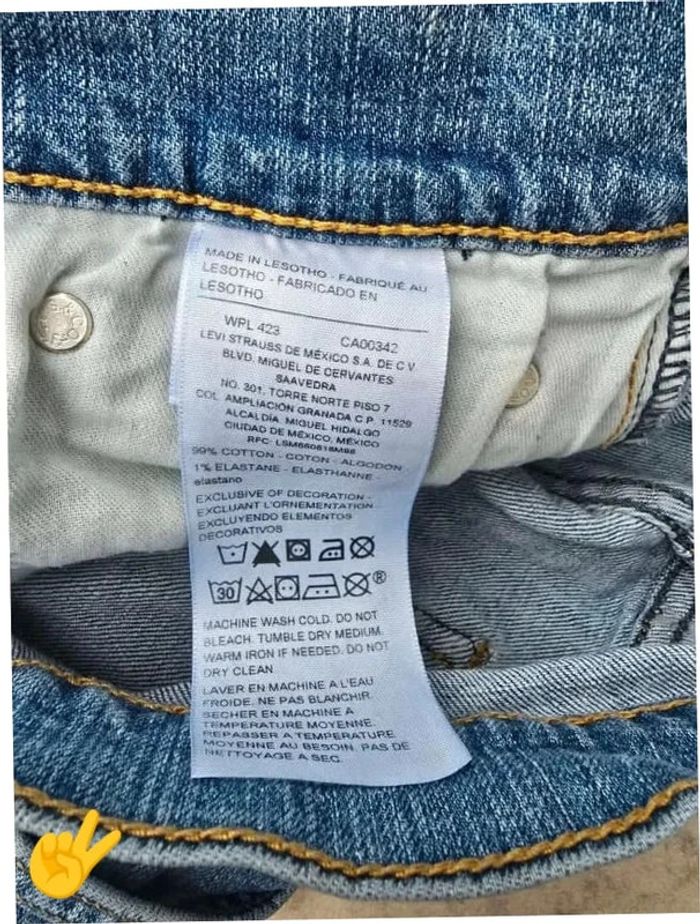 MADE IN LESOTHO - FABRIQUÉ AU
LESOTHO - FABRICADO EN
LESOTHO
WPL 423 CA00342
LEVI STRAUSS DE MÉXICO S.A. DE C.V.
BLVD. MIGUEL DE CERVANTES
SAAVEDRA
NO. 301, TORRE NORTE PISO 7
COL AMPLIACIÓN GRANADA C.P. 11529
ALCALDÍA MIGUEL HIDALGO
CIUDAD DE MÉXICO, MÉXICO
99% COTTON - COTON - ALGODON
1% ELASTANE - ELASTHANNE -
elastano
EXCLUSIVE OF DECORATION -
EXCLUANT L'ORNEMENTATION
EXCLUYENDO ELEMENTOS
DECORATIVOS
30 ®
MACHINE WASH COLD. DO NOT
BLEACH. TUMBLE DRY MEDIUM.
WARM IRON IF NEEDED. DO NOT
DRY CLEAN
LAVER EN MACHINE A L'EAU
FROIDE. NE PAS BLANCHIR.
SECHER EN MACHINE A
TEMPERATURE MOYENNE.
REPASSER A TEMPERATURE
MOYENNE AU BESOIN. PAS DE
NETTOYAGE A SEC.